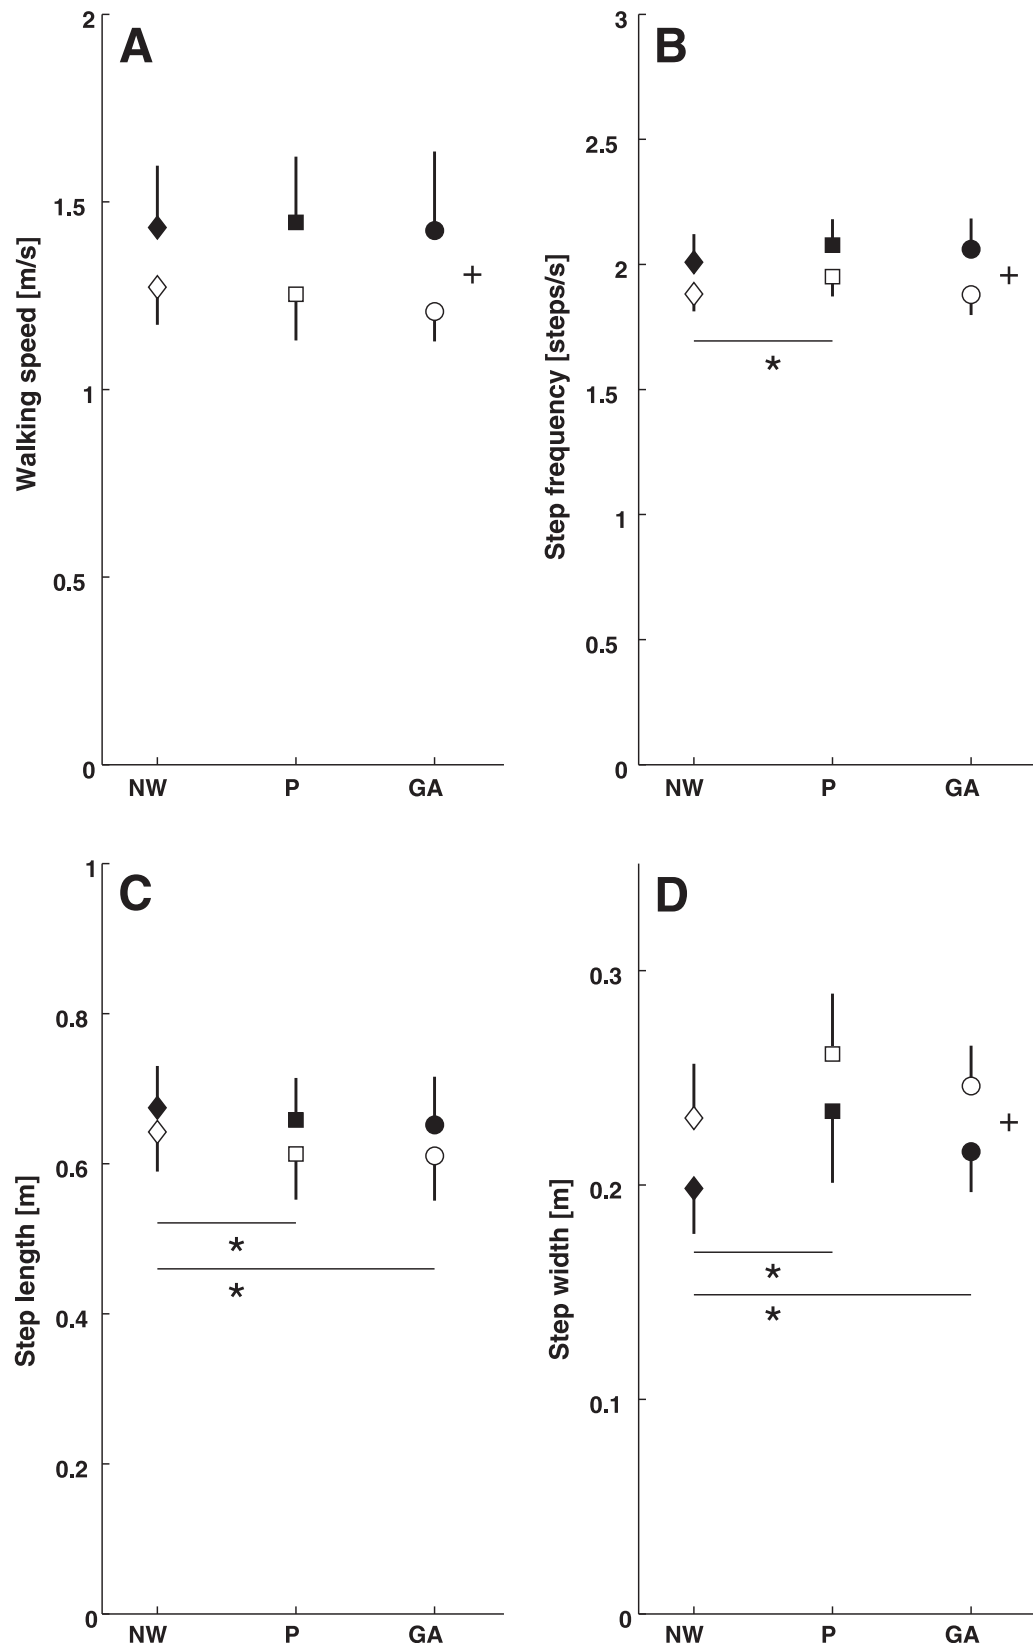 A
Walking speed [m/s]
2
1.5
1
0.5
0
NW P GA
+
B
Step frequency [steps/s]
3
2.5
2
1.5
1
0.5
0
NW P GA
+
*
C
Step length [m]
1
0.8
0.6
0.4
0.2
0
NW P GA
*
*
D
Step width [m]
0.3
0.2
0.1
0
NW P GA
+
*
*